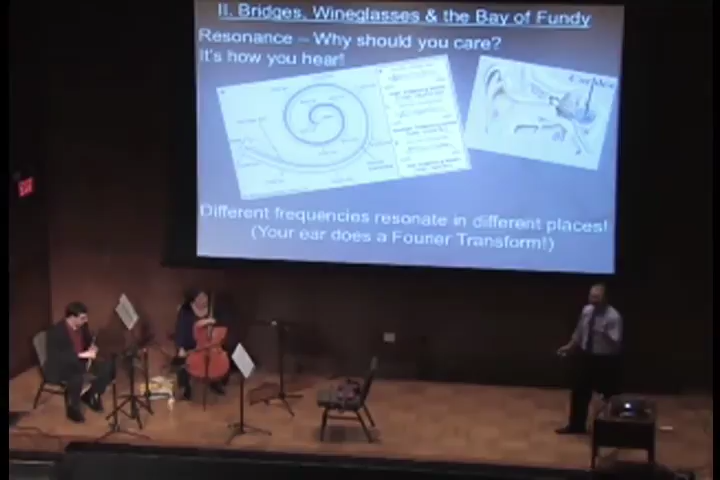 II. Bridges, Wineglasses & the Bay of Fundy
Resonance – Why should you care?
It's how you hear!
Cochlea
Different frequencies resonate in different places!
(Your ear does a Fourier Transform!)